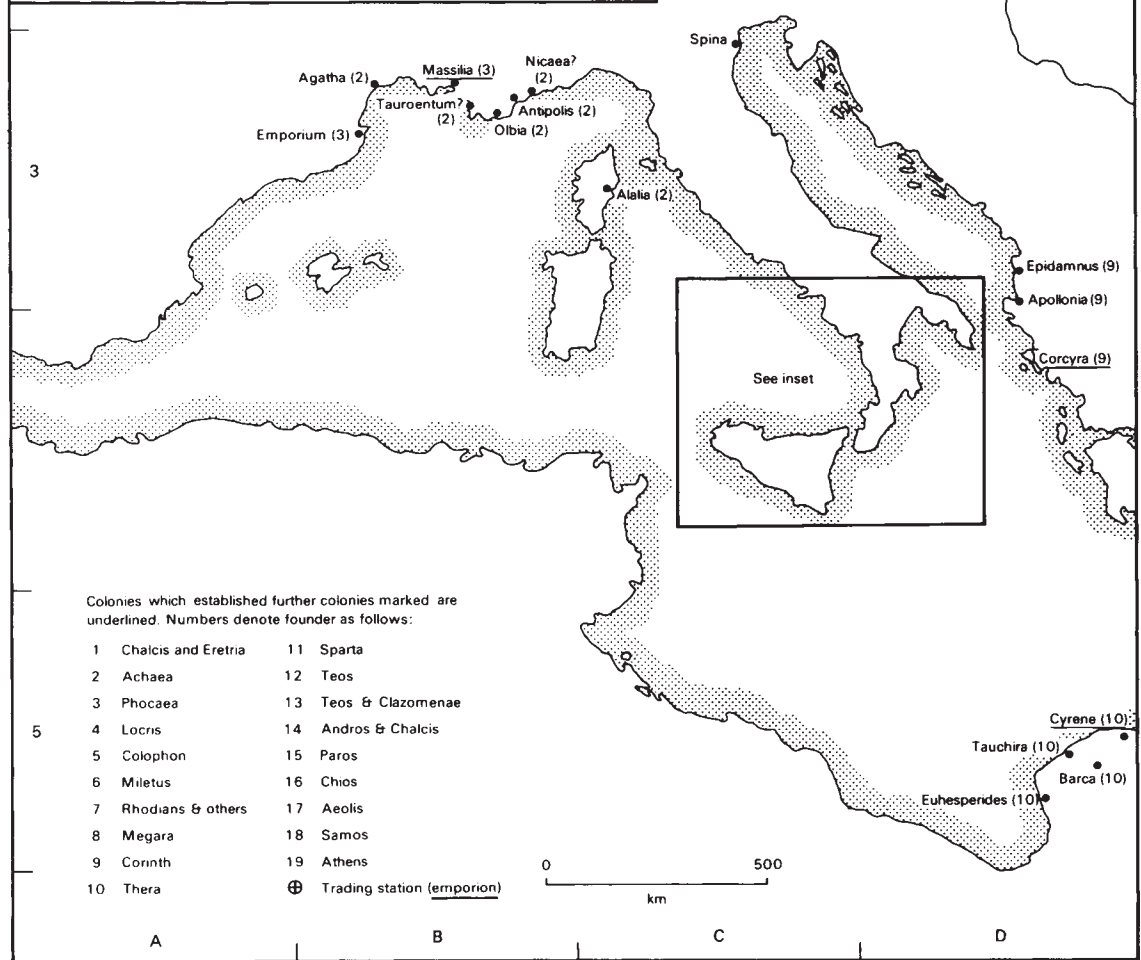 Spina
Nicaea?
(2)
Massilia (3)
Agatha (2)
Tauroentum?
(2)
Antipolis (2)
Olbia (2)
Emporium (3)
3
Alalia (2)
Epidamnus (9)
Apollonia (9)
Corcyra (9)
See inset
Colonies which established further colonies marked are
underlined. Numbers denote founder as follows:
1 Chalcis and Eretria
2 Achaea
3 Phocaea
4 Locris
5 Colophon
6 Miletus
7 Rhodians & others
8 Megara
9 Corinth
10 Thera
11 Sparta
12 Teos
13 Teos & Clazomenae
14 Andros & Chalcis
15 Paros
16 Chios
17 Aeolis
18 Samos
19 Athens
Trading station (emporion)
5
Cyrene (10)
Tauchira (10)
Barca (10)
Euhesperides (10)
0 500
km
A B C D